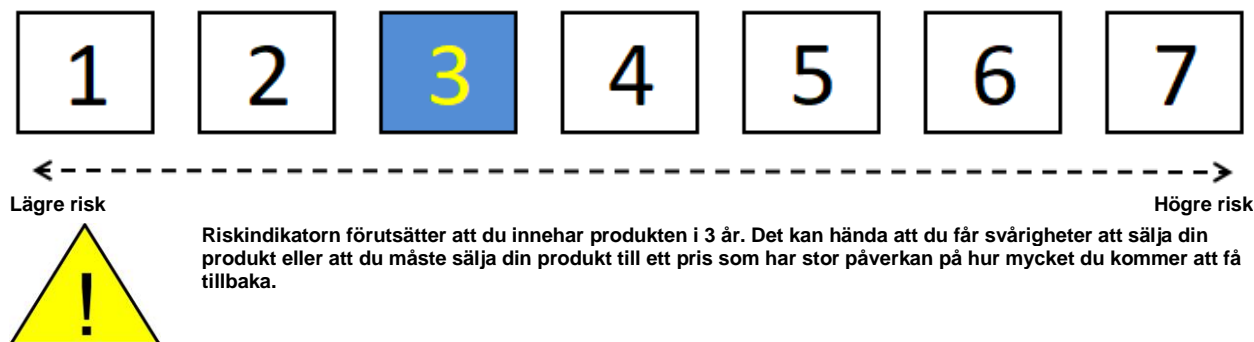 1 2 3 4 5 6 7
Lägre risk Högre risk
Riskindikatorn förutsätter att du innehar produkten i 3 år. Det kan hända att du får svårigheter att sälja din
produkt eller att du måste sälja din produkt till ett pris som har stor påverkan på hur mycket du kommer att få
tillbaka.
!